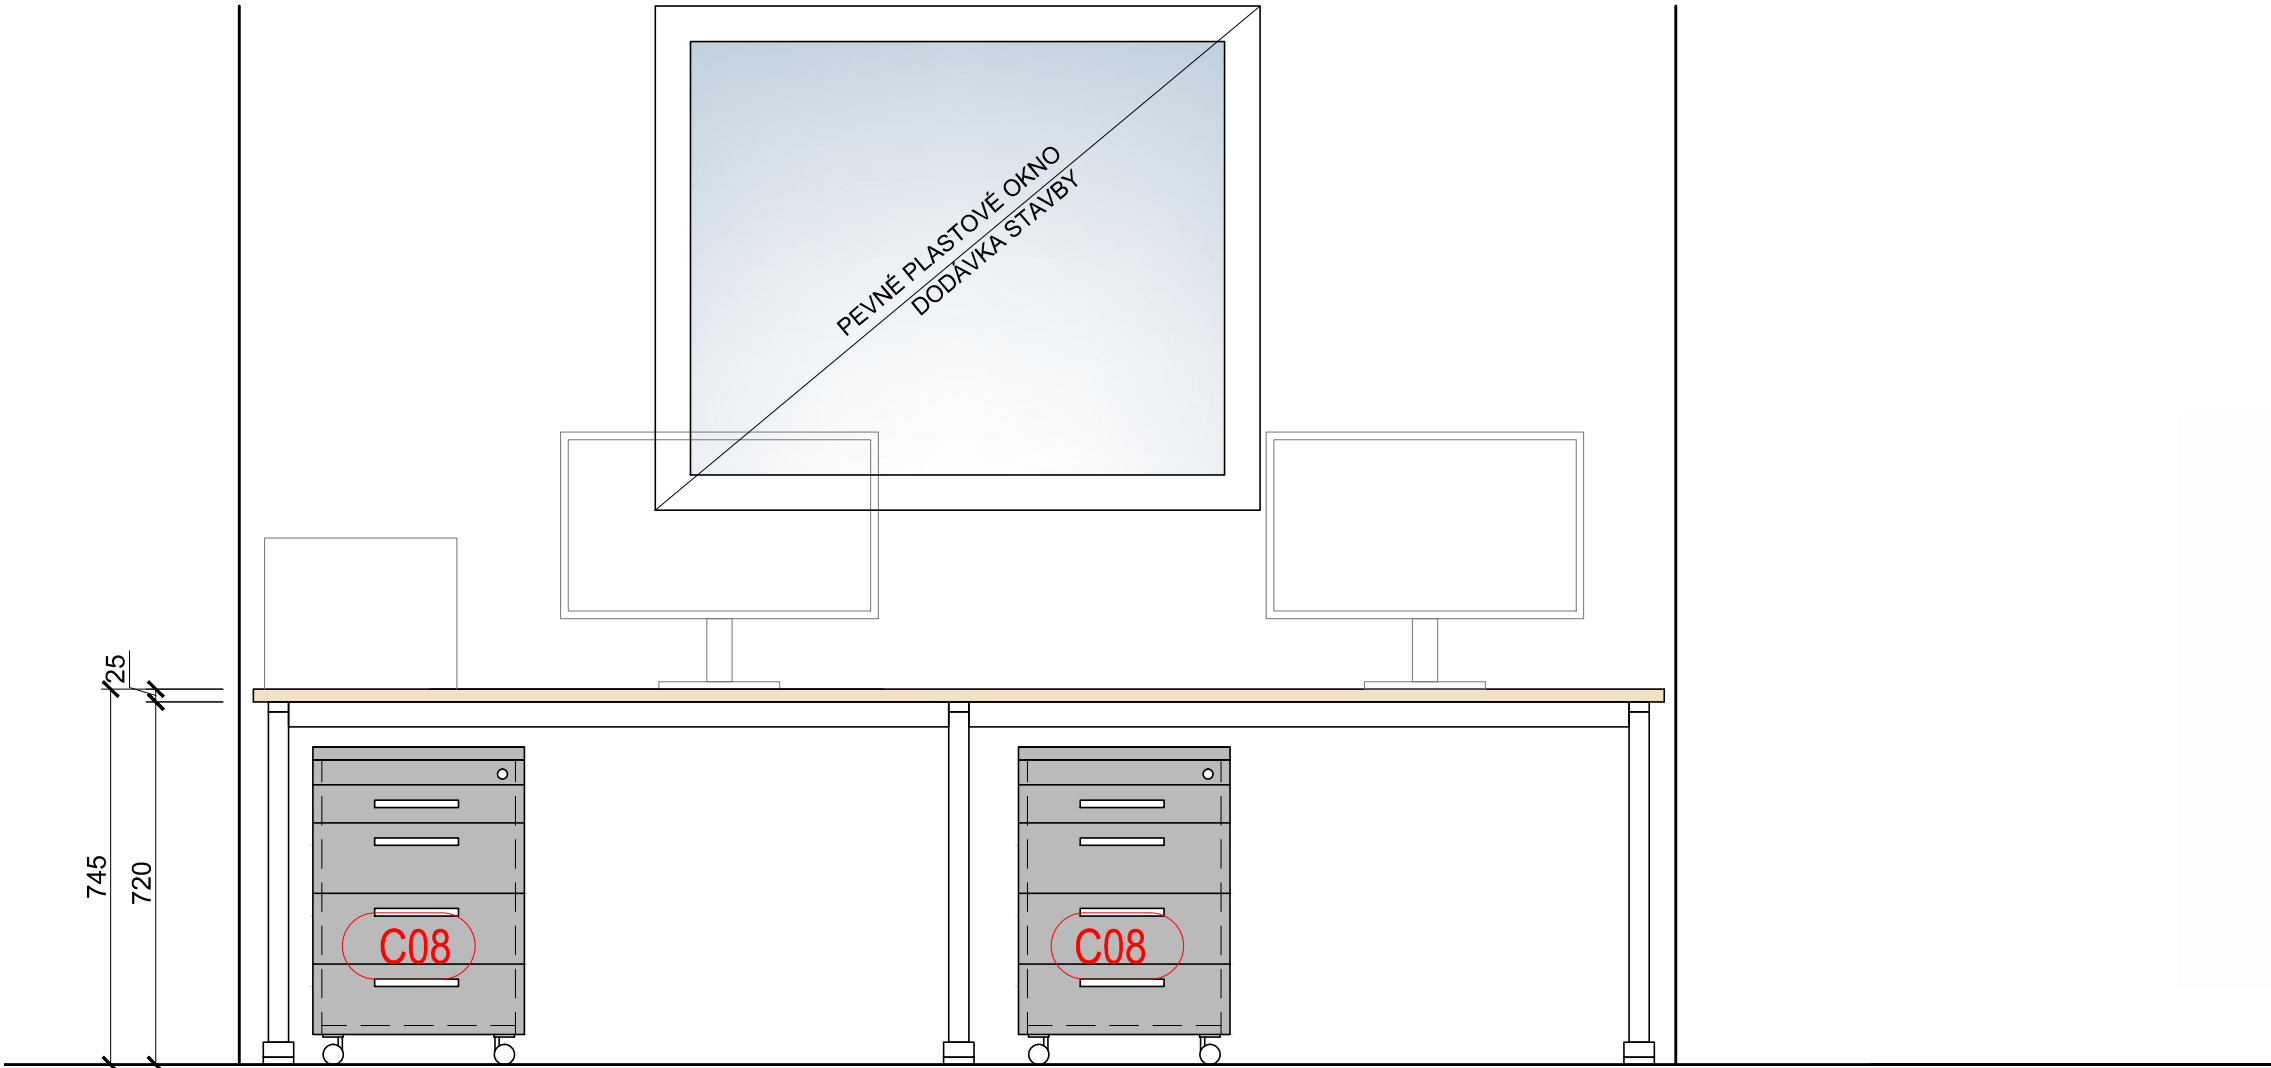 PEVNÉ PLASTOVÉ OKNO
DODÁVKA STAVBY
25
745
720
C08
C08